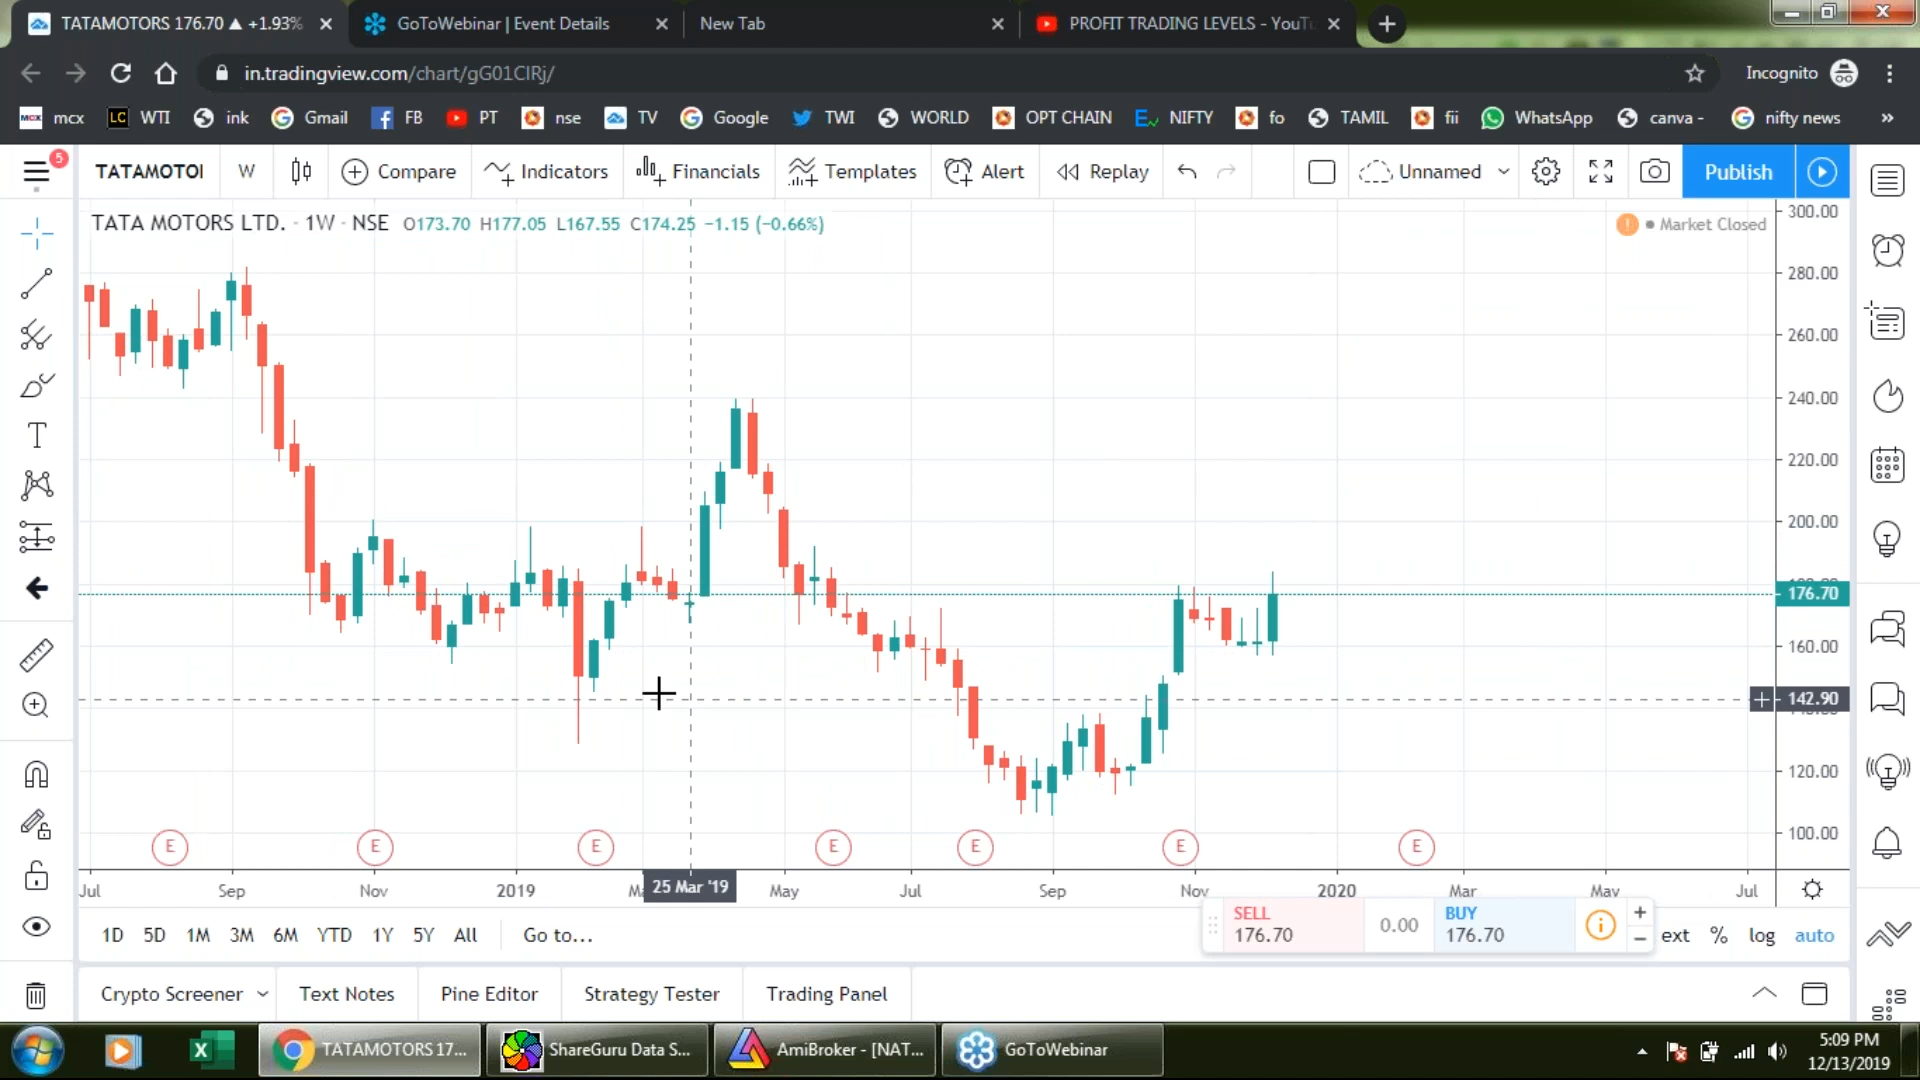 TATAMOTORS 176.70 ▲ +1.93%
GoToWebinar | Event Details
New Tab
PROFIT TRADING LEVELS - YouTu
in.tradingview.com/chart/gG01ClRj/
Incognito
mcx WTI ink Gmail FB PT nse TV Google TWI WORLD OPT CHAIN NIFTY fo TAMIL fii WhatsApp canva - nifty news »
5
TATAMOTOI W Compare Indicators Financials Templates Alert Replay Unnamed Publish
TATA MOTORS LTD. · 1W · NSE O173.70 H177.05 L167.55 C174.25 −1.15 (−0.66%)
Market Closed
300.00
280.00
260.00
240.00
220.00
200.00
176.70
160.00
142.90
120.00
100.00
E E E E E E E
Jul Sep Nov 2019 25 Mar '19 May Jul Sep Nov 2020 Mar May Jul
SELL
176.70
0.00
BUY
176.70
1D 5D 1M 3M 6M YTD 1Y 5Y All Go to... ext % log auto
Crypto Screener Text Notes Pine Editor Strategy Tester Trading Panel
TATAMOTORS 17...
ShareGuru Data S...
AmiBroker - [NAT...
GoToWebinar
5:09 PM
12/13/2019